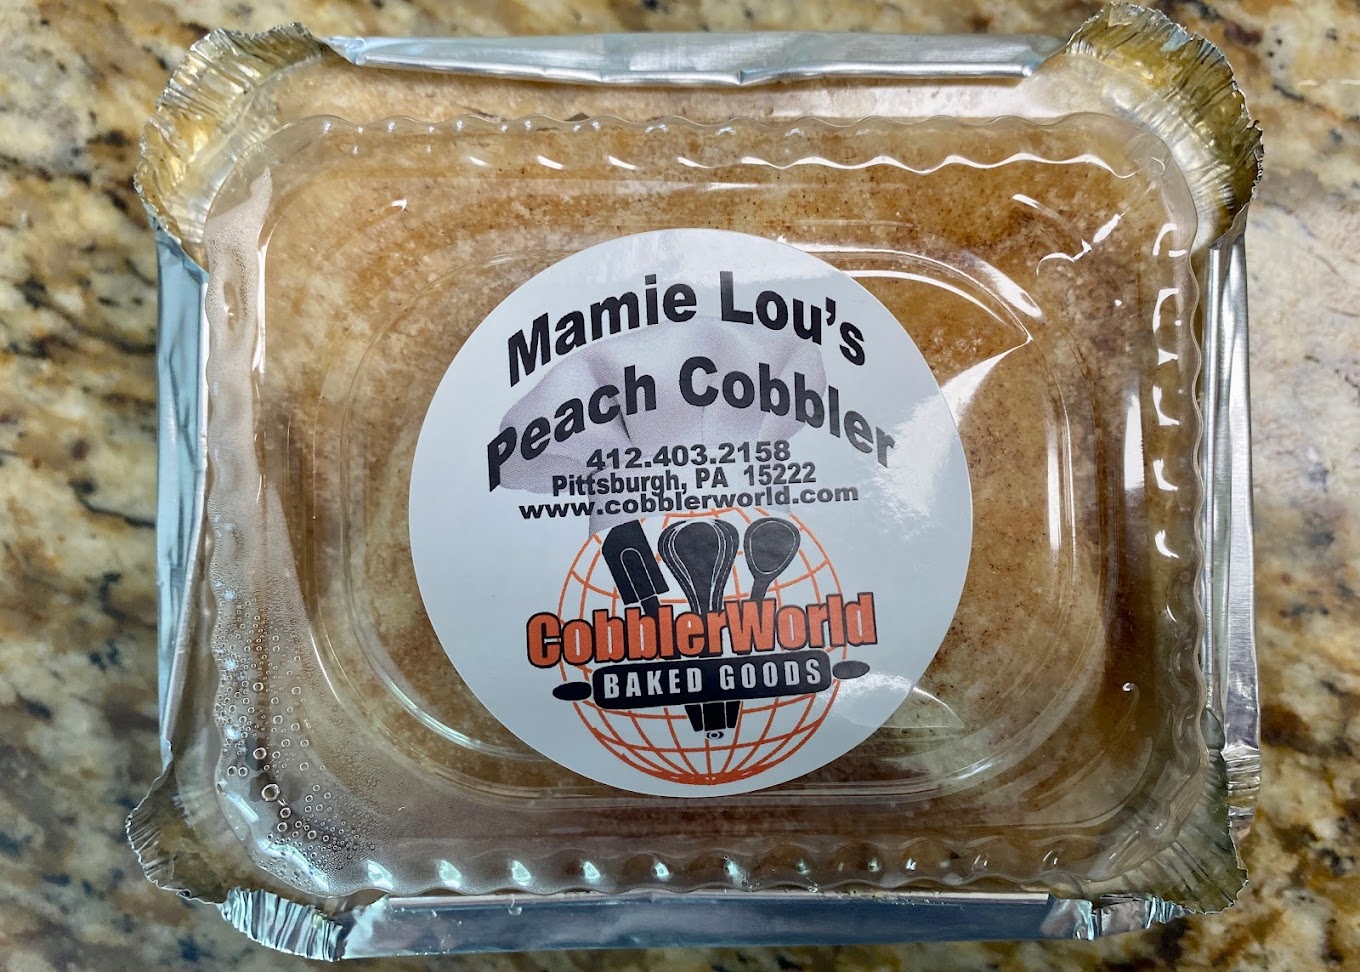 Mamie Lou's
Peach Cobbler
412.403.2158
Pittsburgh, PA 15222
www.cobblerworld.com
CobblerWorld
BAKED GOODS